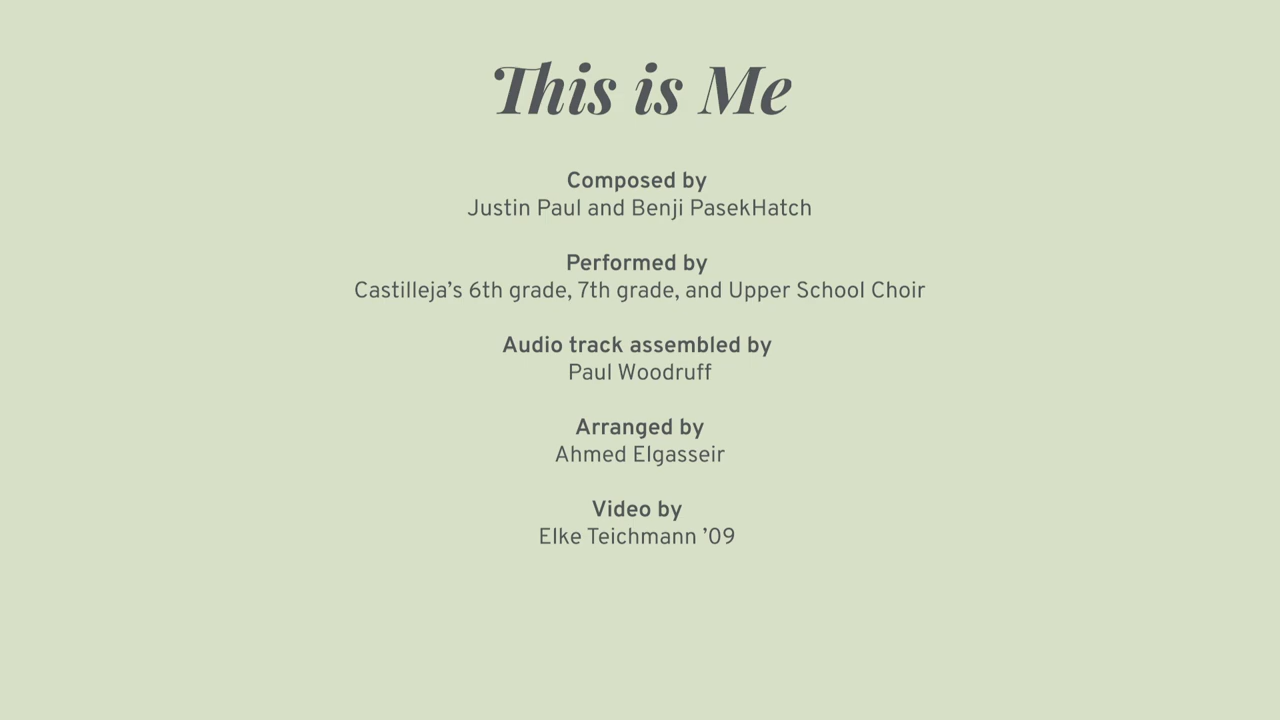 This is Me
Composed by
Justin Paul and Benji PasekHatch
Performed by
Castilleja’s 6th grade, 7th grade, and Upper School Choir
Audio track assembled by
Paul Woodruff
Arranged by
Ahmed Elgasseir
Video by
Elke Teichmann ’09